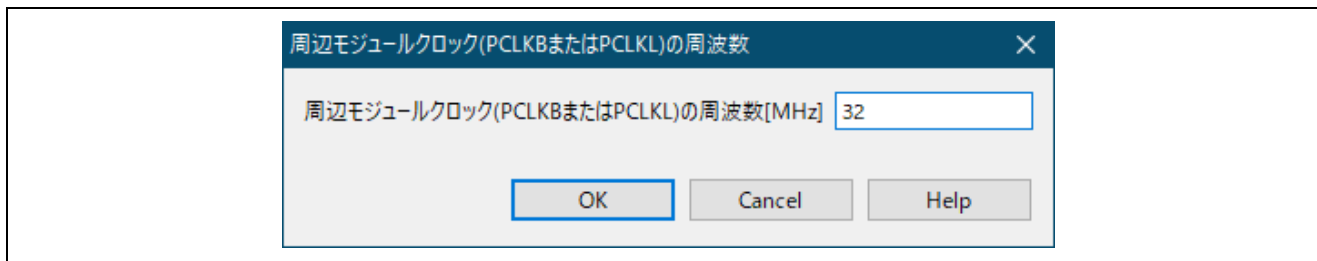 周辺モジュールクロック(PCLKBまたはPCLKL)の周波数
周辺モジュールクロック(PCLKBまたはPCLKL)の周波数[MHz] 32
OK Cancel Help